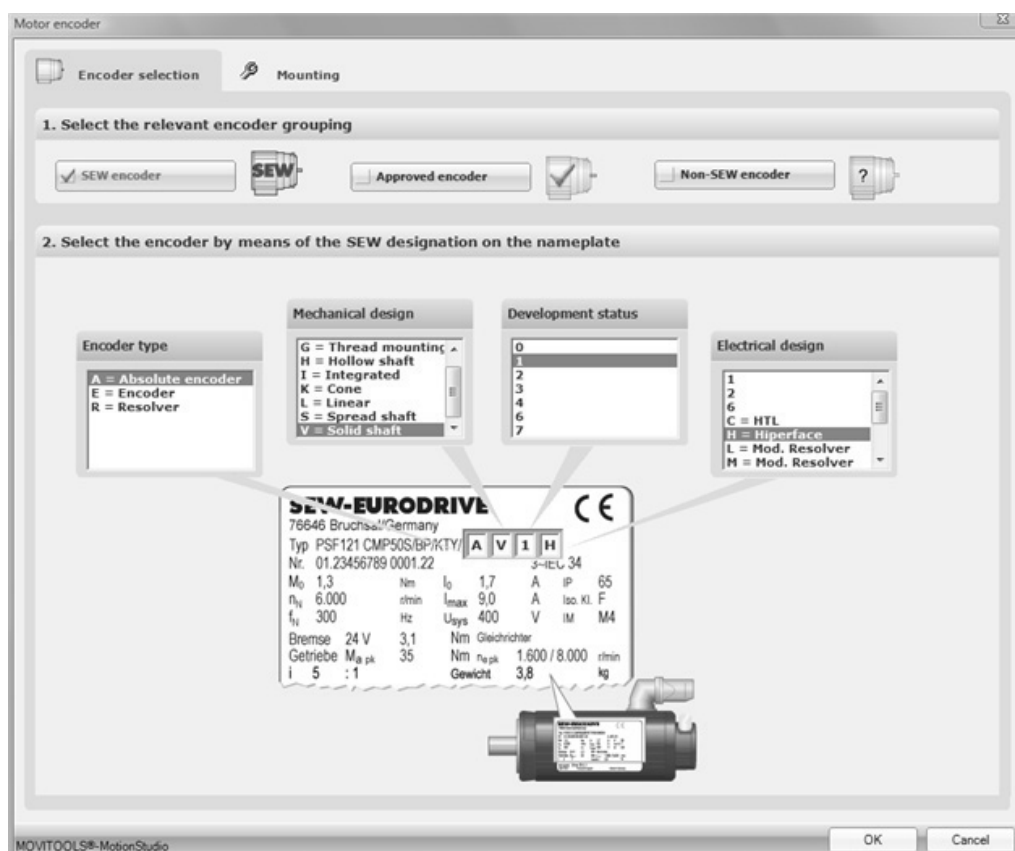 Motor encoder
Encoder selection
Mounting
1. Select the relevant encoder grouping
SEW encoder
SEW
Approved encoder
Non-SEW encoder
?
2. Select the encoder by means of the SEW designation on the nameplate
Encoder type
A = Absolute encoder
E = Encoder
R = Resolver
Mechanical design
G = Thread mounting
H = Hollow shaft
I = Integrated
K = Cone
L = Linear
S = Spread shaft
V = Solid shaft
Development status
0
1
2
3
4
6
7
Electrical design
1
2
6
C = HTL
H = Hiperface
L = Mod. Resolver
M = Mod. Resolver
SEW-EURODRIVE CE
76646 Bruchsal/Germany
Typ PSF121 CMP50S/BP/KTY/ A V 1 H
Nr. 01.23456789 0001.22 3~IEC 34
M0 1,3 Nm I0 1,7 A IP 65
nN 6.000 r/min Imax 9,0 A Iso. Kl. F
fN 300 Hz Usys 400 V IM M4
Bremse 24 V 3,1 Nm Gleichrichter
Getriebe Ma pk 35 Nm ne pk 1.600 / 8.000 r/min
i 5 :1 Gewicht 3,8 kg
MOVITOOLS®-MotionStudio
OK
Cancel